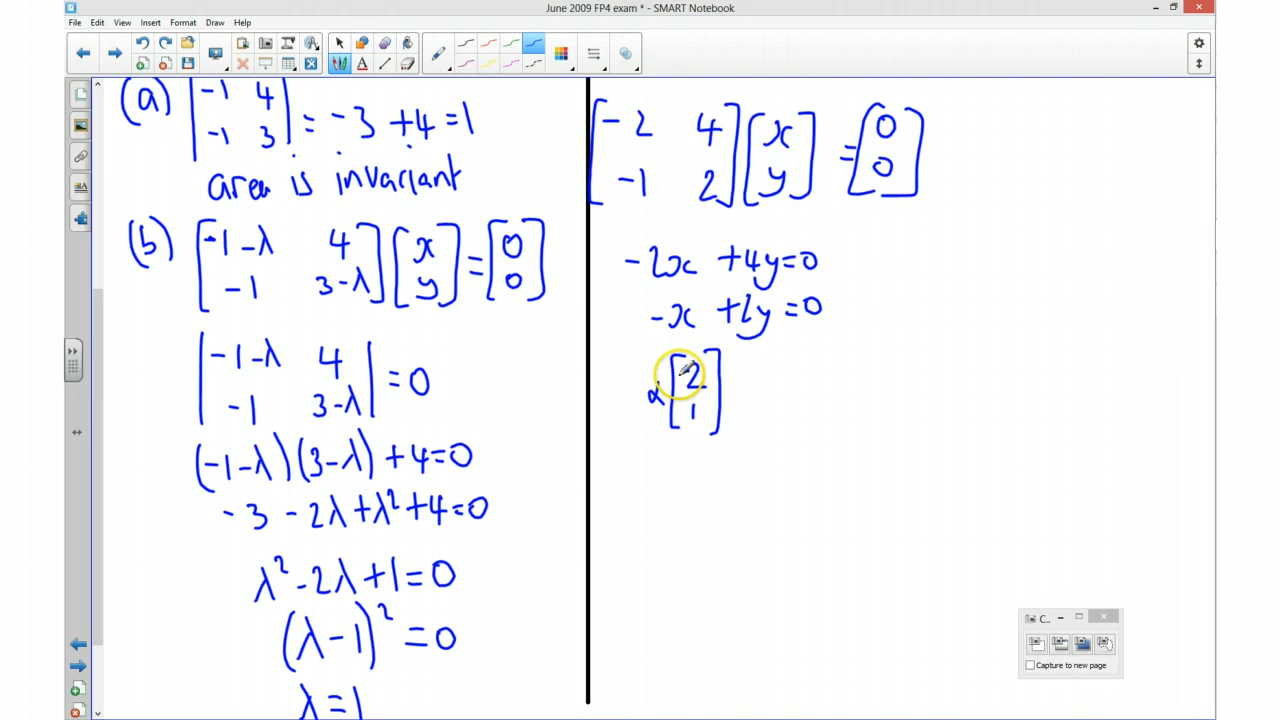 June 2009 FP4 exam * - SMART Notebook
File Edit View Insert Format Draw Help
(a) |-1 4|
|-1 3| = -3 +4 =1
area is invariant
(b) [-1-λ 4] [x] = [0]
[-1 3-λ] [y] [0]
|-1-λ 4| = 0
|-1 3-λ|
(-1-λ)(3-λ) +4=0
-3 -2λ+λ² +4=0
λ² -2λ +1=0
(λ-1)² =0
λ=1
[-2 4] [x] = [0]
[-1 2] [y] [0]
-2x +4y=0
-x +2y =0
α [2]
[1]
C...
Capture to new page